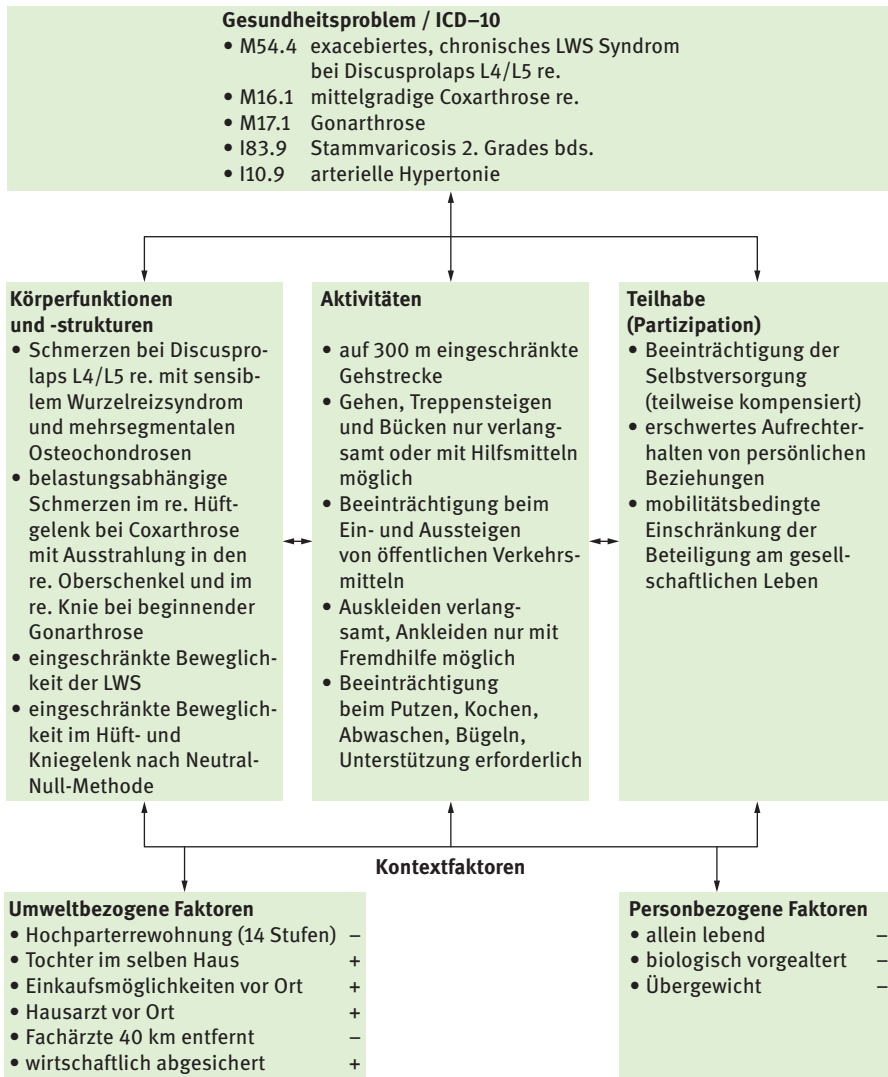 Gesundheitsproblem / ICD–10
• M54.4 exacebiertes, chronisches LWS Syndrom
bei Discusprolaps L4/L5 re.
• M16.1 mittelgradige Coxarthrose re.
• M17.1 Gonarthrose
• I83.9 Stammvaricosis 2. Grades bds.
• I10.9 arterielle Hypertonie
Körperfunktionen
und -strukturen
• Schmerzen bei Discuspro-
laps L4/L5 re. mit sensib-
lem Wurzelreizsyndrom
und mehrsegmentalen
Osteochondrosen
• belastungsabhängige
Schmerzen im re. Hüft-
gelenk bei Coxarthrose
mit Ausstrahlung in den
re. Oberschenkel und im
re. Knie bei beginnender
Gonarthrose
• eingeschränkte Beweglich-
keit der LWS
• eingeschränkte Beweglich-
keit im Hüft- und
Kniegelenk nach Neutral-
Null-Methode
Aktivitäten
• auf 300 m eingeschränkte
Gehstrecke
• Gehen, Treppensteigen
und Bücken nur verlang-
samt oder mit Hilfsmitteln
möglich
• Beeinträchtigung beim
Ein- und Aussteigen
von öffentlichen Verkehrs-
mitteln
• Auskleiden verlang-
samt, Ankleiden nur mit
Fremdhilfe möglich
• Beeinträchtigung
beim Putzen, Kochen,
Abwaschen, Bügeln,
Unterstützung erforderlich
Teilhabe
(Partizipation)
• Beeinträchtigung der
Selbstversorgung
(teilweise kompensiert)
• erschwertes Aufrechter-
halten von persönlichen
Beziehungen
• mobilitätsbedingte
Einschränkung der
Beteiligung am gesell-
schaftlichen Leben
Kontextfaktoren
Umweltbezogene Faktoren
• Hochparterrewohnung (14 Stufen) –
• Tochter im selben Haus +
• Einkaufsmöglichkeiten vor Ort +
• Hausarzt vor Ort +
• Fachärzte 40 km entfernt –
• wirtschaftlich abgesichert +
Personbezogene Faktoren
• allein lebend –
• biologisch vorgealtert –
• Übergewicht –